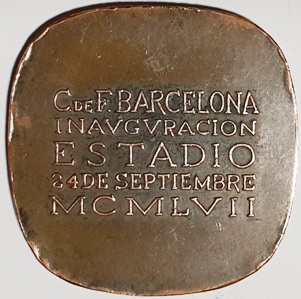 C. DE F. BARCELONA
INAVGVRACION
ESTADIO
24 DE SEPTIEMBRE
MCMLVII